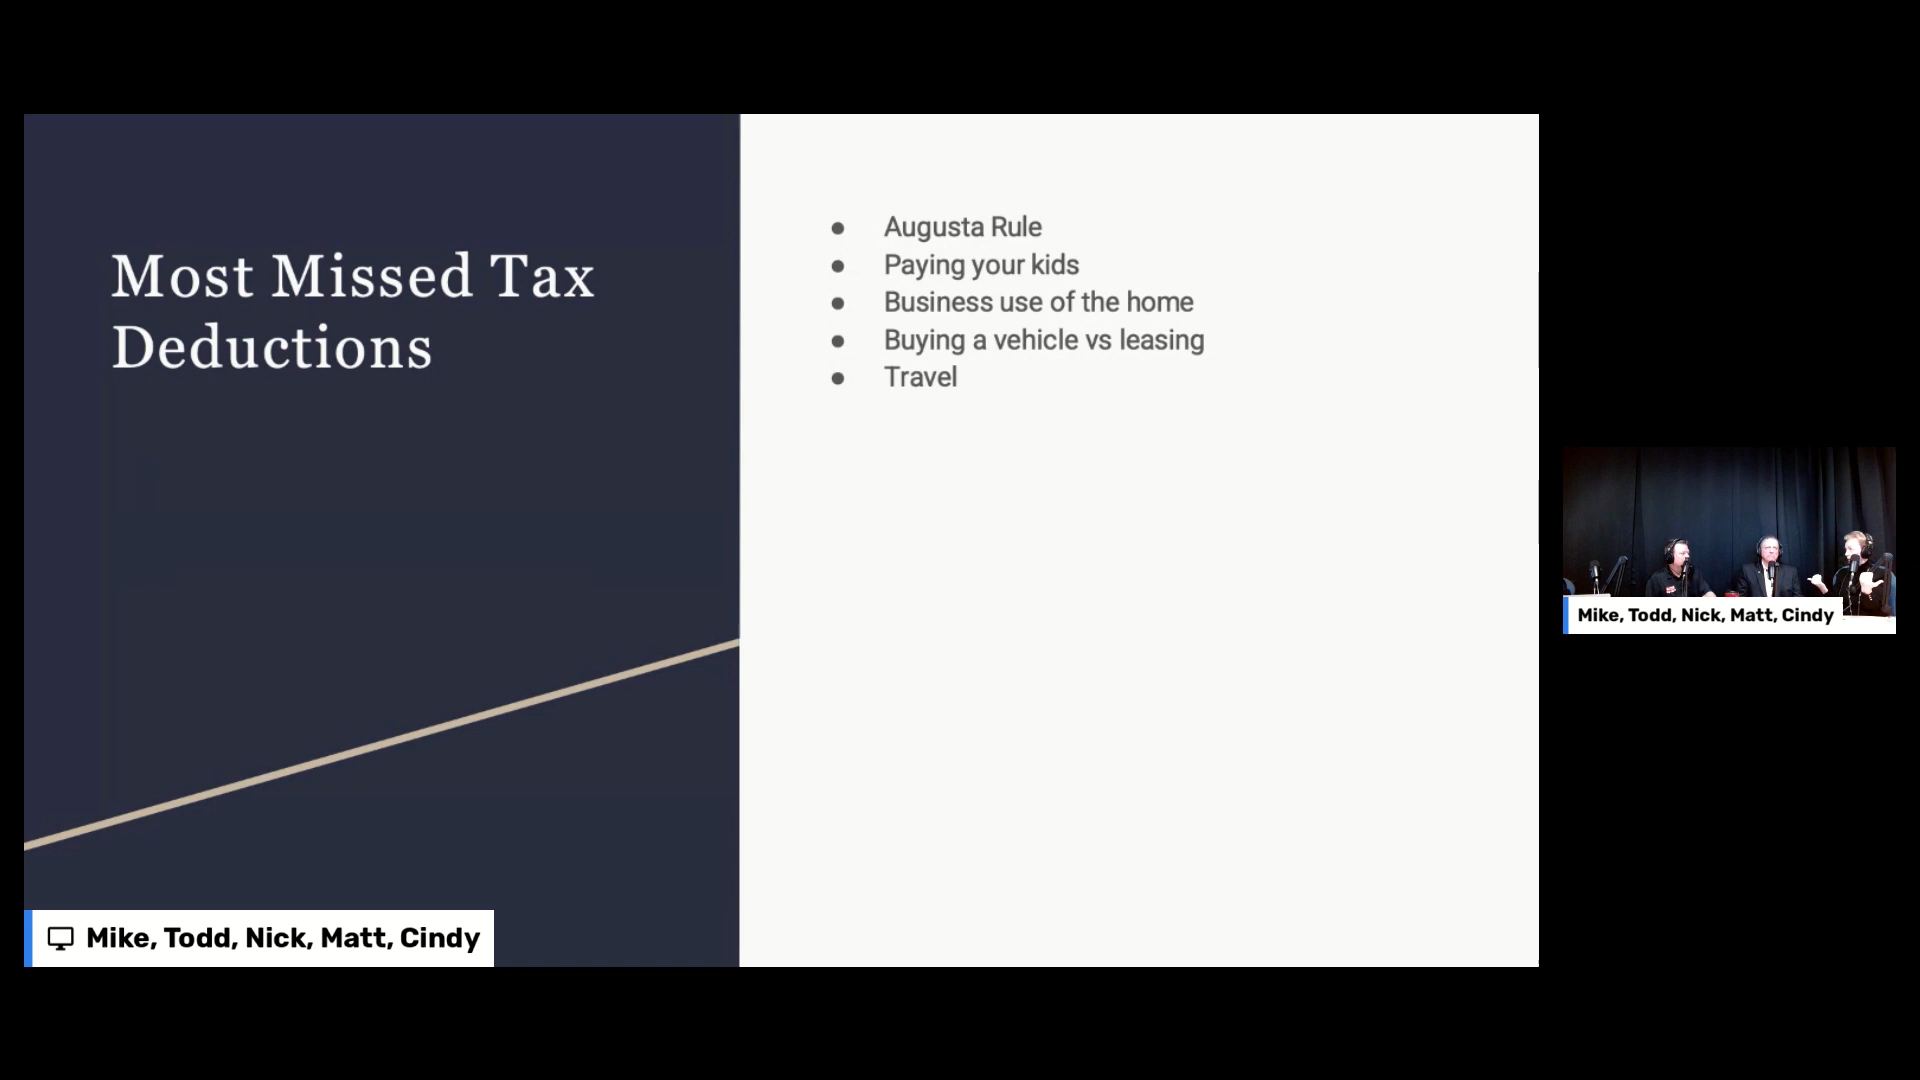 Most Missed Tax
Deductions
● Augusta Rule
● Paying your kids
● Business use of the home
● Buying a vehicle vs leasing
● Travel
Mike, Todd, Nick, Matt, Cindy
Mike, Todd, Nick, Matt, Cindy